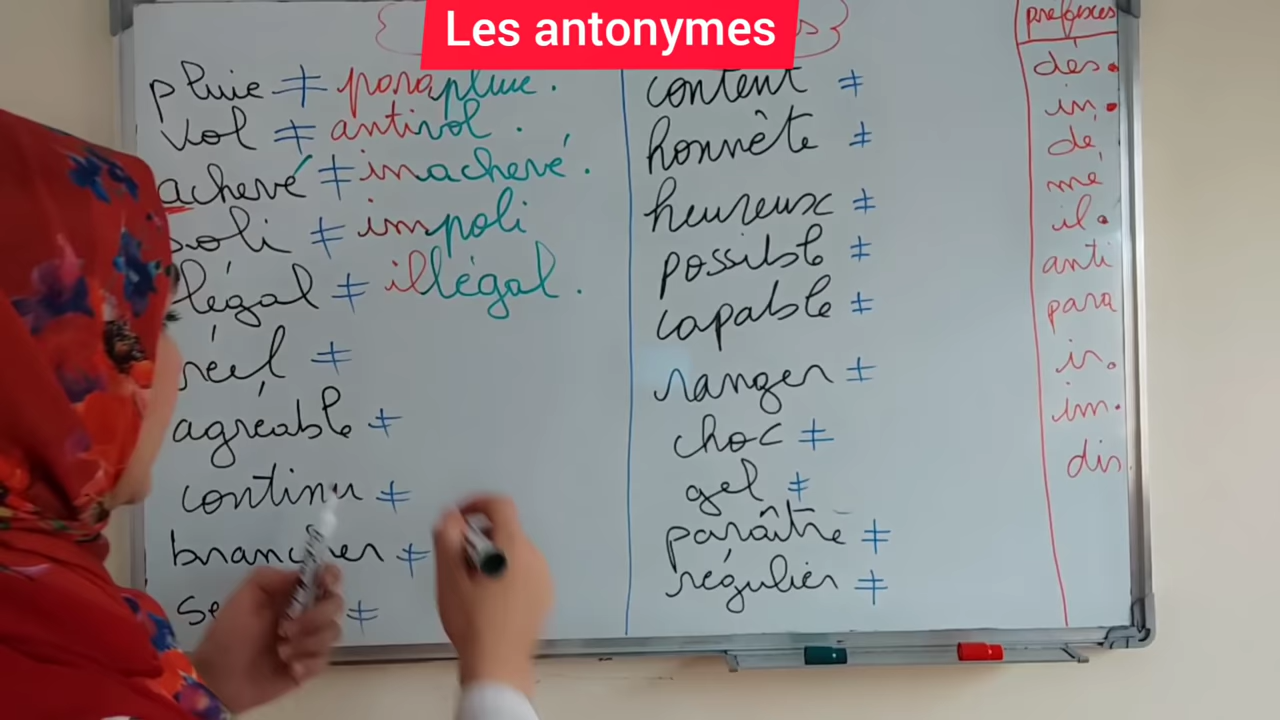 Les antonymes
pluie ≠ parapluie.
vol ≠ antivol.
achevé ≠ inachevé.
poli ≠ impoli
légal ≠ illégal.
réel ≠
agréable ≠
continu ≠
brancher ≠
≠
content ≠
honnête ≠
heureux ≠
possible ≠
capable ≠
ranger ≠
choc ≠
gel ≠
paraître ≠
régulier ≠
préfixes
dés.
in.
dé
mé
il.
anti
para
ir.
im.
dis.